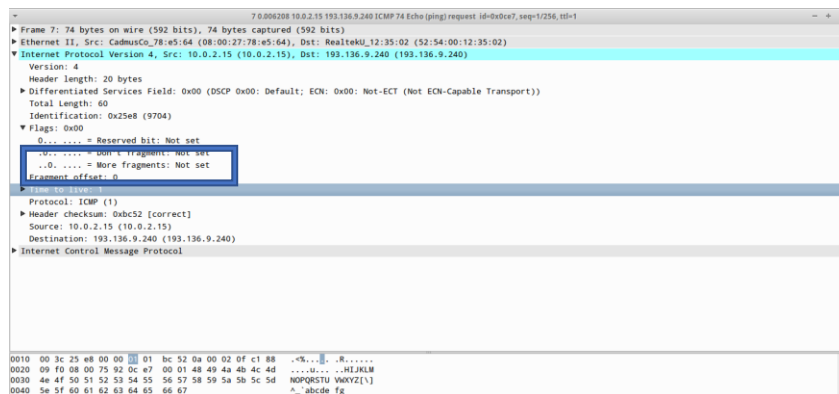 7 0.006208 10.0.2.15 193.136.9.240 ICMP 74 Echo (ping) request id=0x0ce7, seq=1/256, ttl=1
Frame 7: 74 bytes on wire (592 bits), 74 bytes captured (592 bits)
Ethernet II, Src: CadmusCo_78:e5:64 (08:00:27:78:e5:64), Dst: RealtekU_12:35:02 (52:54:00:12:35:02)
Internet Protocol Version 4, Src: 10.0.2.15 (10.0.2.15), Dst: 193.136.9.240 (193.136.9.240)
Version: 4
Header length: 20 bytes
Differentiated Services Field: 0x00 (DSCP 0x00: Default; ECN: 0x00: Not-ECT (Not ECN-Capable Transport))
Total Length: 60
Identification: 0x25e8 (9704)
Flags: 0x00
0... .... = Reserved bit: Not set
.0.. .... = Don't fragment: Not set
..0. .... = More fragments: Not set
Fragment offset: 0
Time to live: 1
Protocol: ICMP (1)
Header checksum: 0xbc52 [correct]
Source: 10.0.2.15 (10.0.2.15)
Destination: 193.136.9.240 (193.136.9.240)
Internet Control Message Protocol
0010 00 3c 25 e8 00 00 01 01 bc 52 0a 00 02 0f c1 88 .<%..... .R......
0020 09 f0 08 00 75 92 0c e7 00 01 48 49 4a 4b 4c 4d ....u... ..HIJKLM
0030 4e 4f 50 51 52 53 54 55 56 57 58 59 5a 5b 5c 5d NOPQRSTU VWXYZ[\]
0040 5e 5f 60 61 62 63 64 65 66 67 ^_`abcde fg